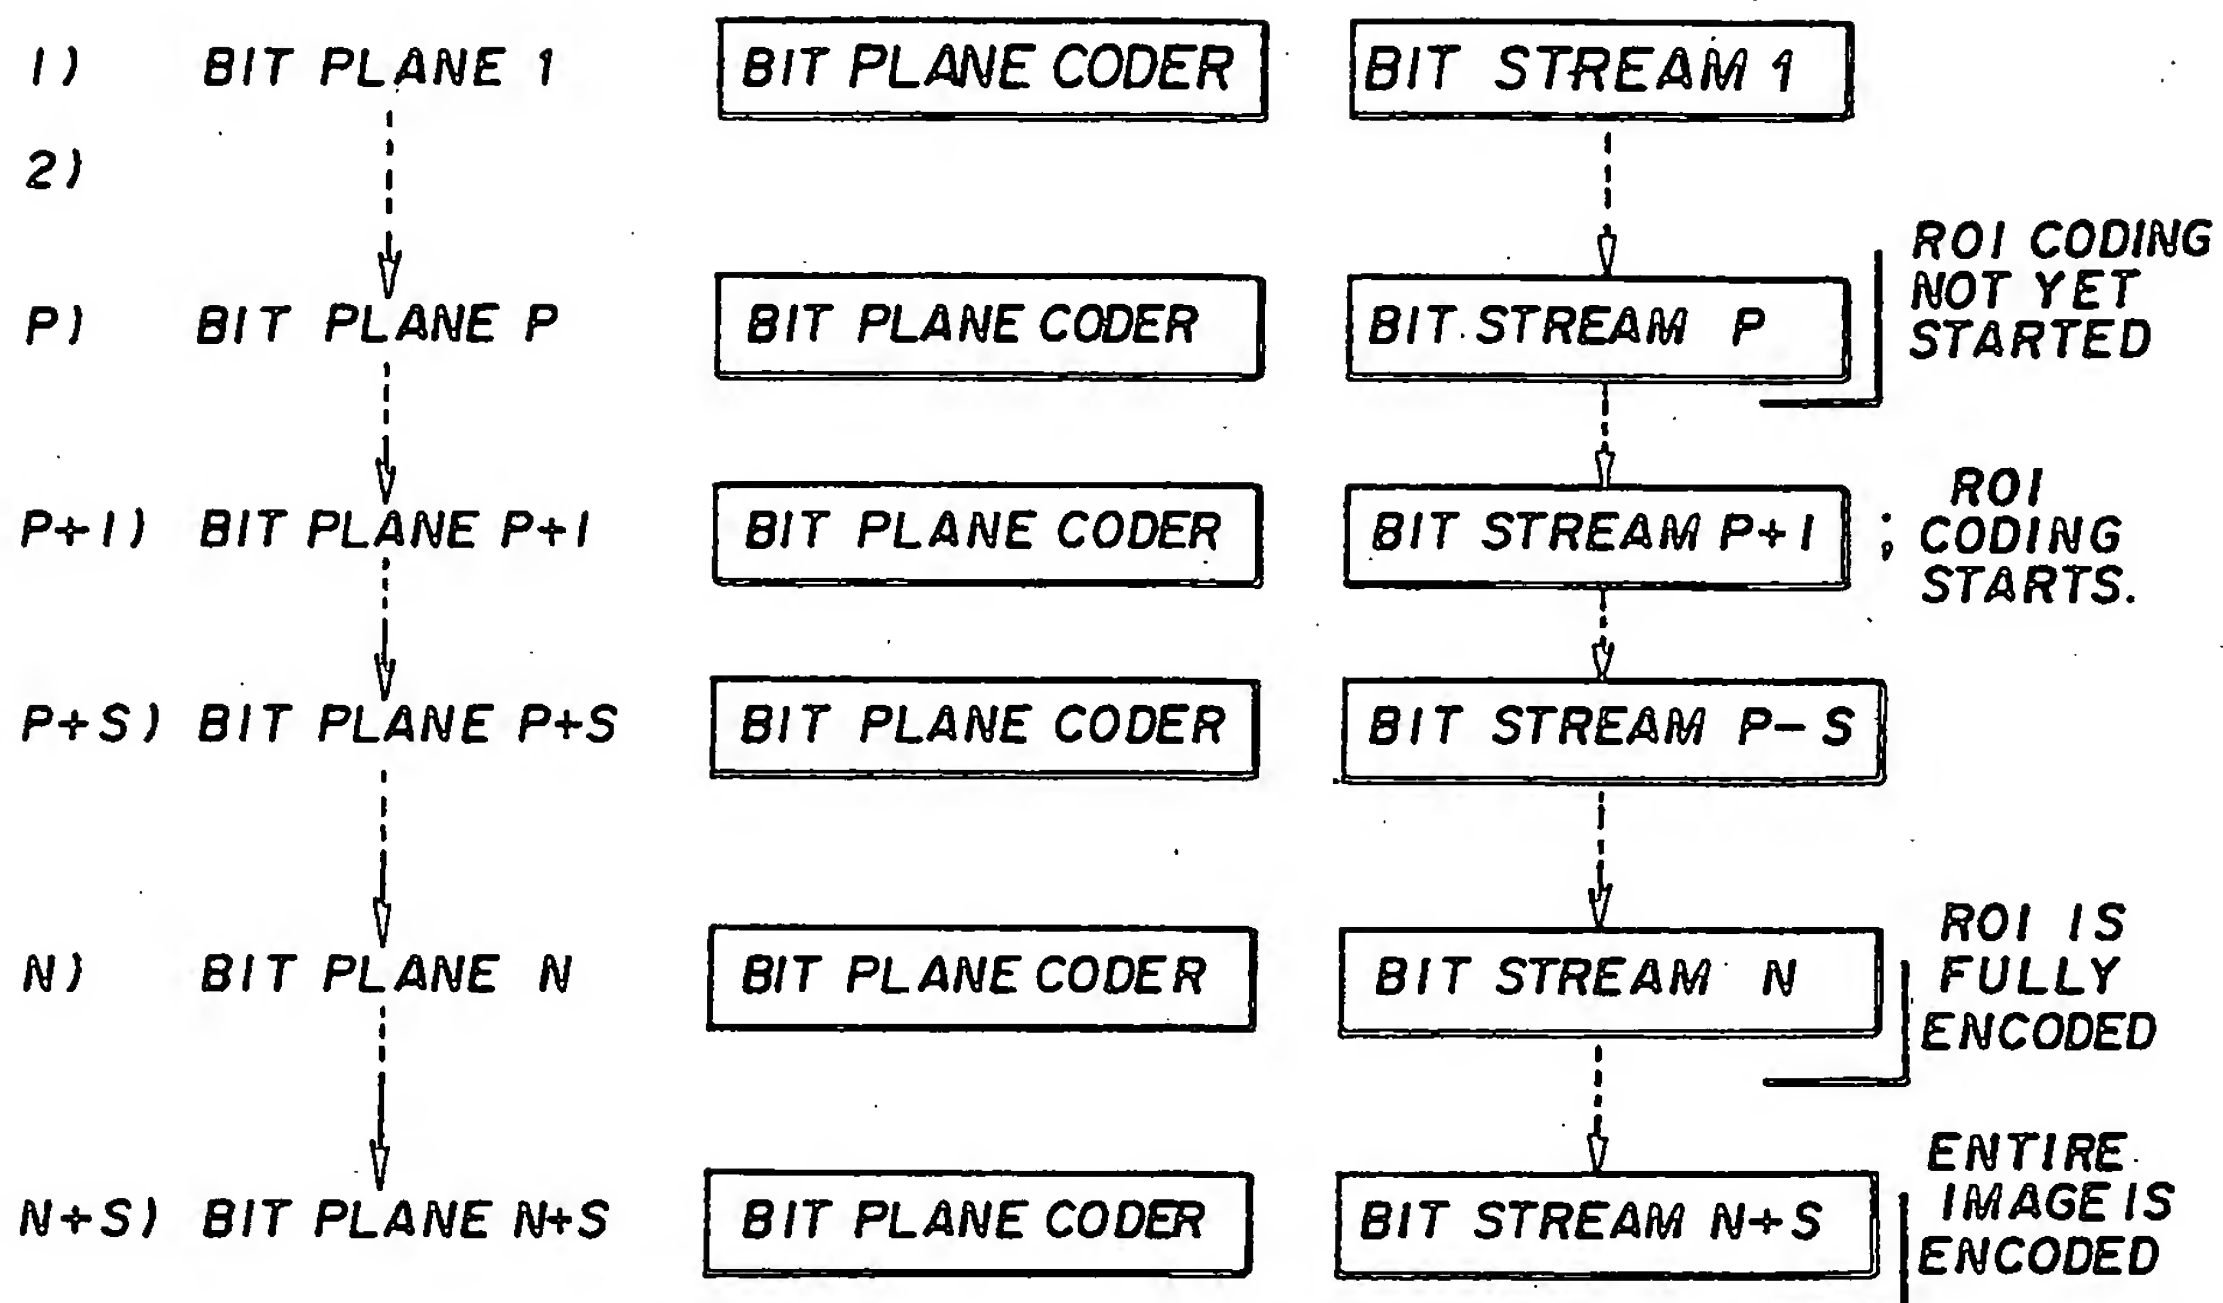 1) BIT PLANE 1 BIT PLANE CODER BIT STREAM 1
2)
P) BIT PLANE P BIT PLANE CODER BIT STREAM P
ROI CODING
NOT YET
STARTED
P+1) BIT PLANE P+1 BIT PLANE CODER BIT STREAM P+1 ;
ROI
CODING
STARTS.
P+S) BIT PLANE P+S BIT PLANE CODER BIT STREAM P-S
N) BIT PLANE N BIT PLANE CODER BIT STREAM N
ROI IS
FULLY
ENCODED
N+S) BIT PLANE N+S BIT PLANE CODER BIT STREAM N+S
ENTIRE
IMAGE IS
ENCODED